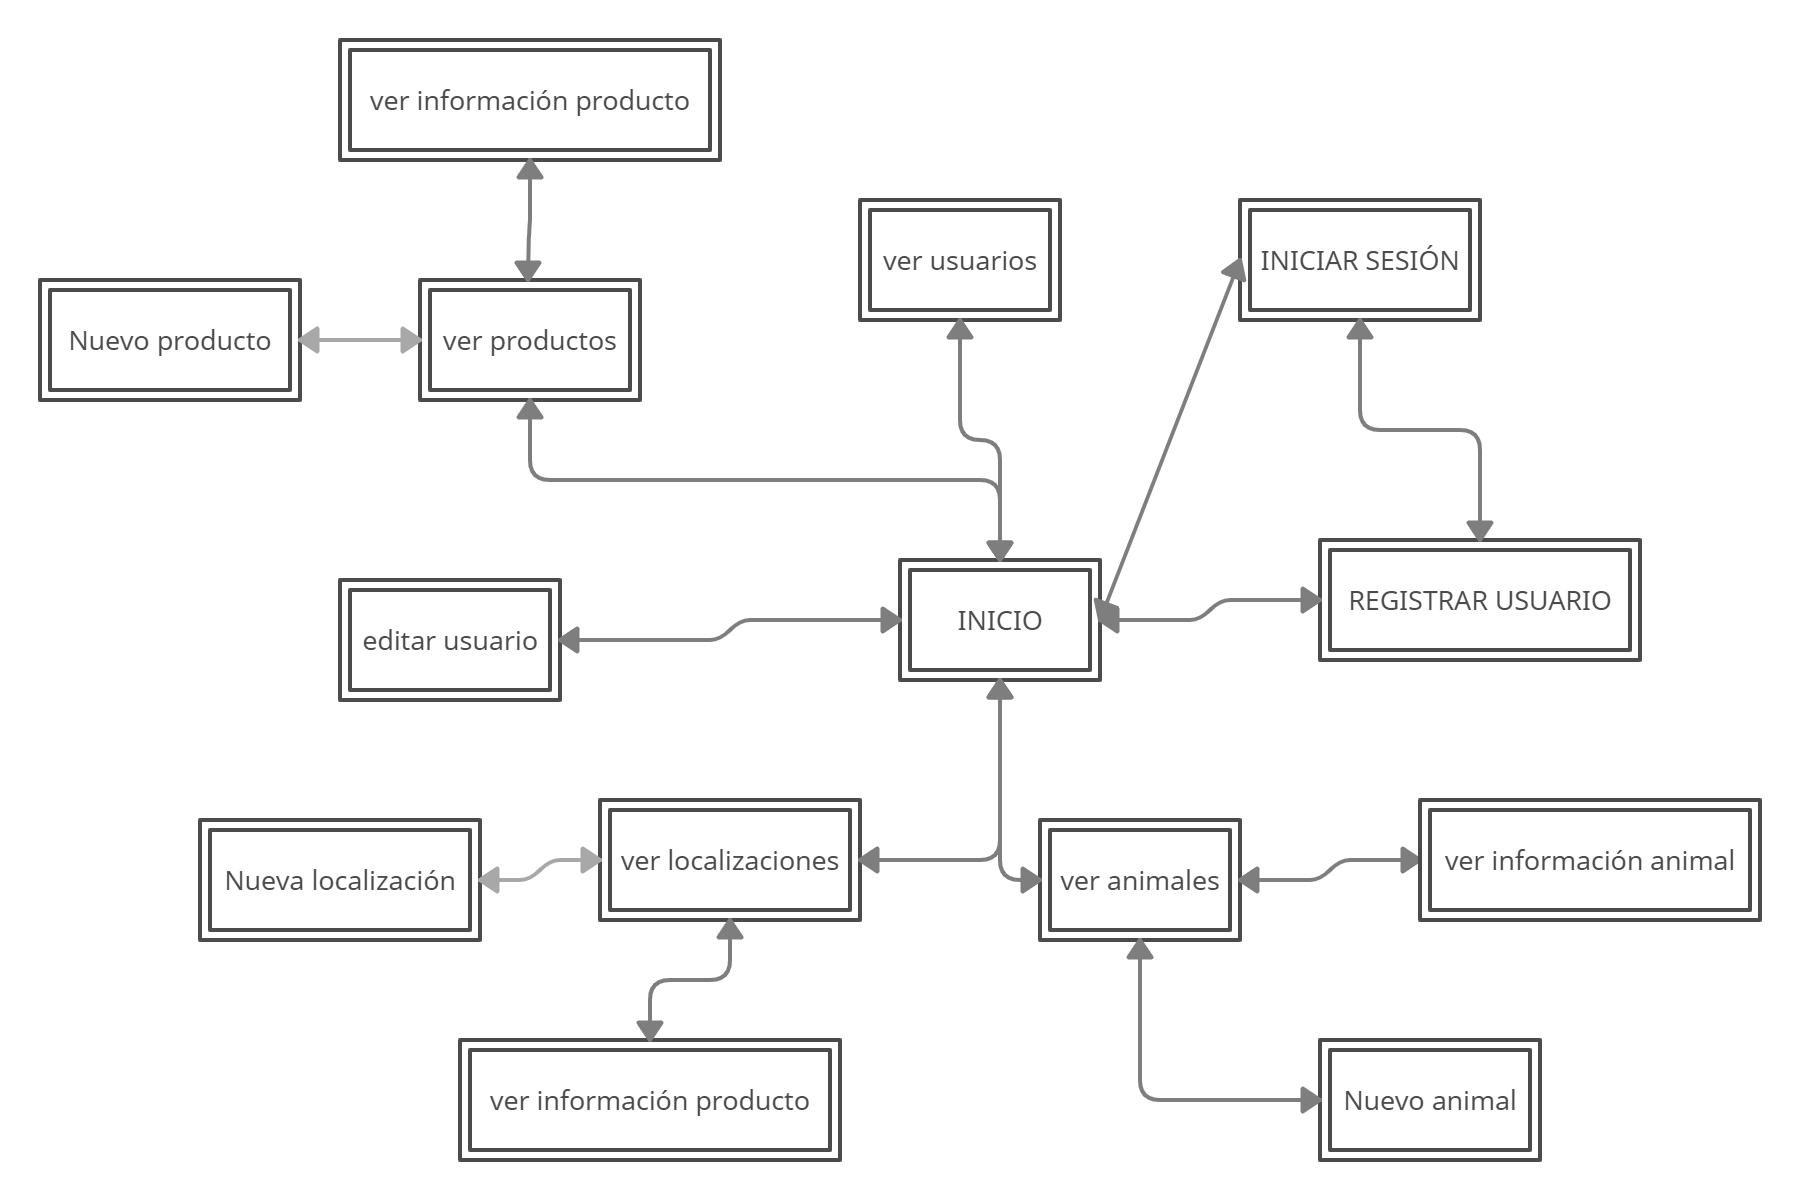 ver información producto
ver usuarios
INICIAR SESIÓN
Nuevo producto
ver productos
INICIO
REGISTRAR USUARIO
editar usuario
Nueva localización
ver localizaciones
ver animales
ver información animal
ver información producto
Nuevo animal